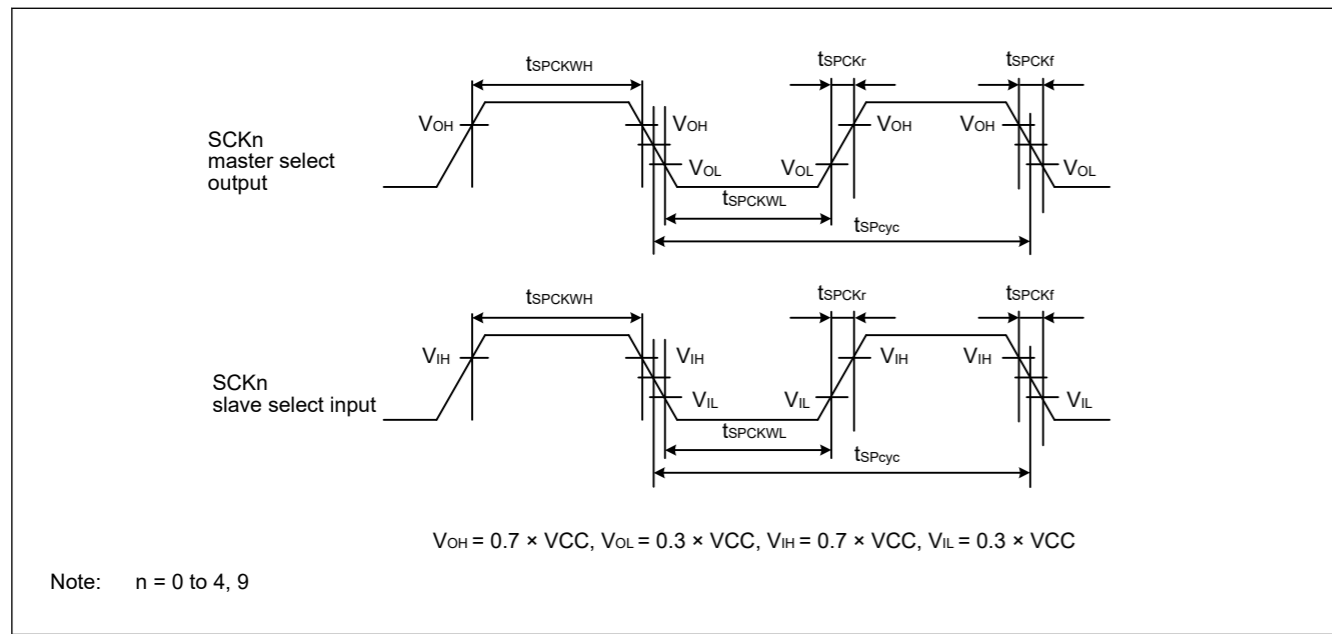 tSPCKWH
tSPCKr
tSPCKf
SCKn
master select
output
VOH
VOH
VOL
VOL
VOH
VOH
VOL
tSPCKWL
tSPcyc
tSPCKWH
tSPCKr
tSPCKf
SCKn
slave select input
VIH
VIH
VIL
VIL
VIH
VIH
VIL
tSPCKWL
tSPcyc
VOH = 0.7 × VCC, VOL = 0.3 × VCC, VIH = 0.7 × VCC, VIL = 0.3 × VCC
Note: n = 0 to 4, 9